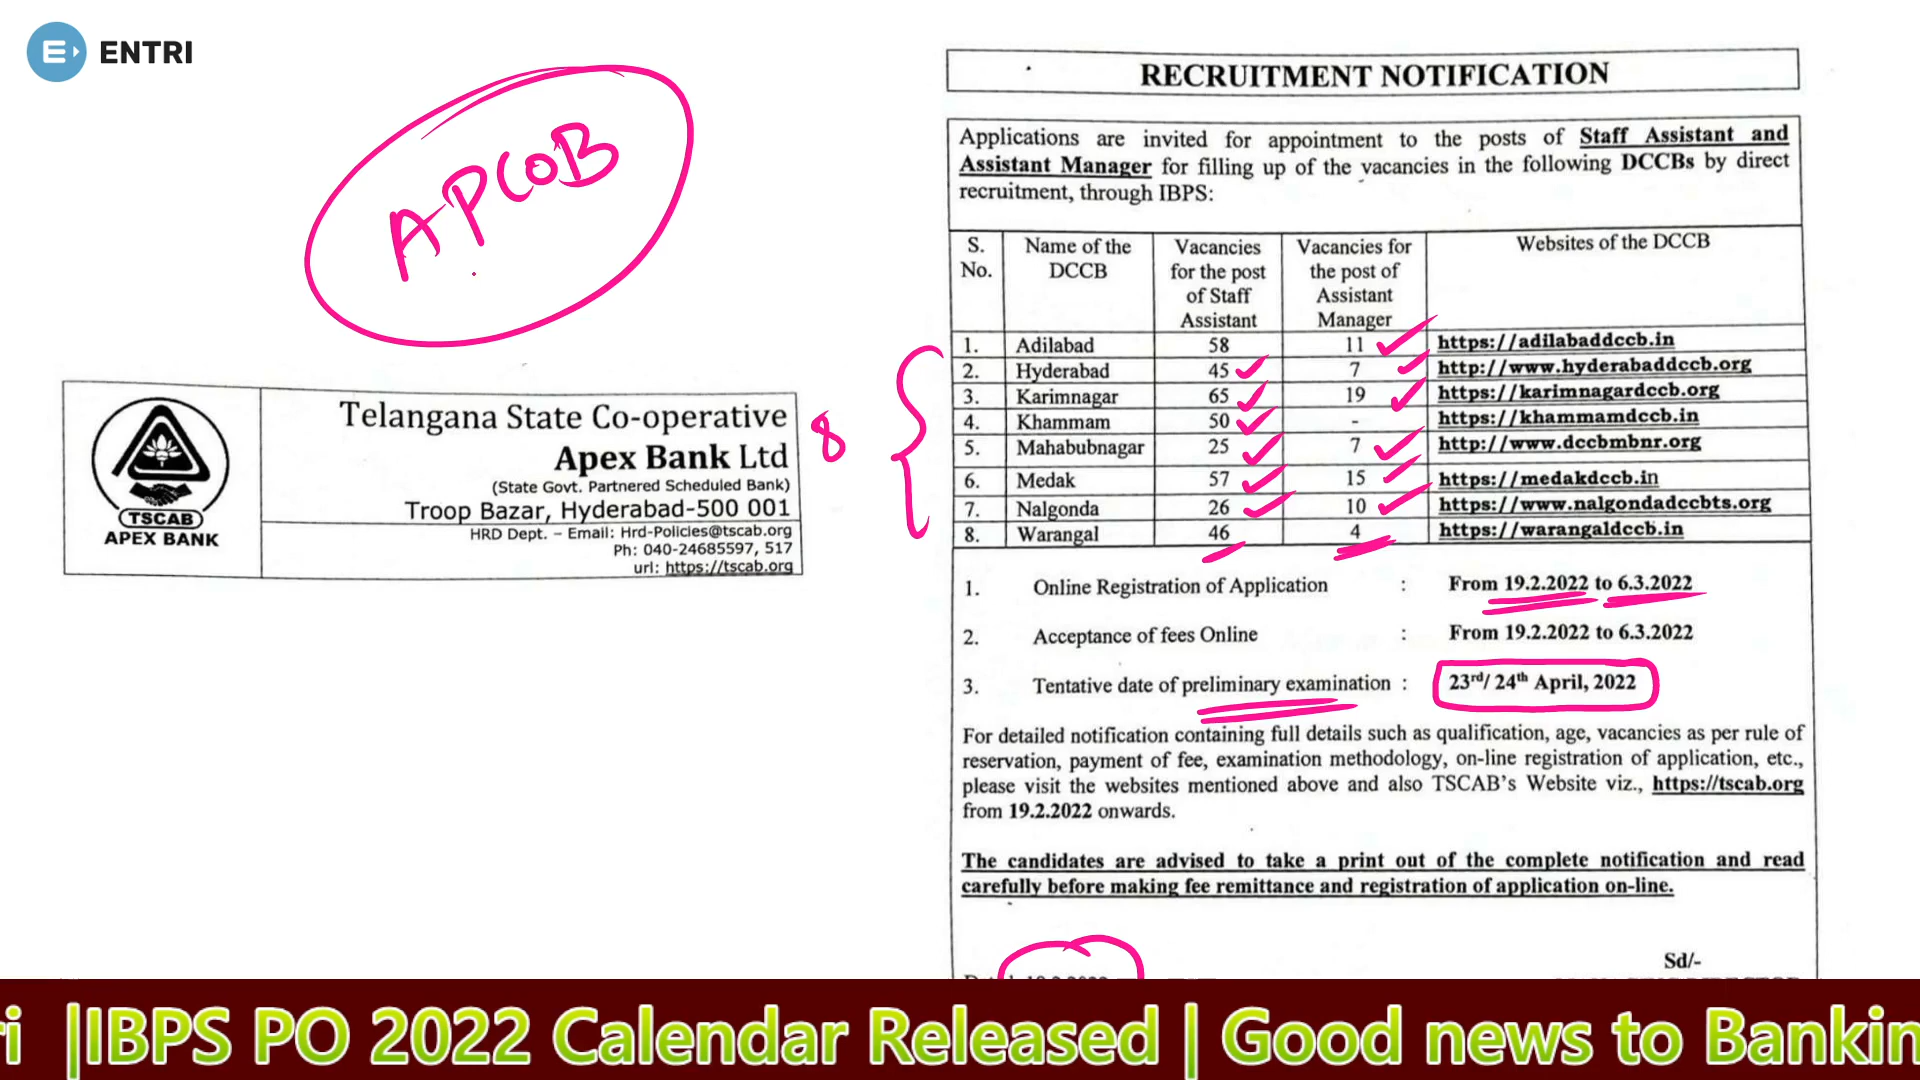 ENTRI
APCOB
TSCAB
APEX BANK
Telangana State Co-operative
Apex Bank Ltd
(State Govt. Partnered Scheduled Bank)
Troop Bazar, Hyderabad-500 001
HRD Dept. – Email: Hrd-Policies@tscab.org
Ph: 040-24685597, 517
url: https://tscab.org
8
RECRUITMENT NOTIFICATION
Applications are invited for appointment to the posts of Staff Assistant and
Assistant Manager for filling up of the vacancies in the following DCCBs by direct
recruitment, through IBPS:
S. No. Name of the DCCB Vacancies for the post of Staff Assistant Vacancies for the post of Assistant Manager Websites of the DCCB
1. Adilabad 58 11 https://adilabaddccb.in
2. Hyderabad 45 7 http://www.hyderabaddccb.org
3. Karimnagar 65 19 https://karimnagardccb.org
4. Khammam 50 - https://khammamdccb.in
5. Mahabubnagar 25 7 http://www.dccbmbnr.org
6. Medak 57 15 https://medakdccb.in
7. Nalgonda 26 10 https://www.nalgondadccbts.org
8. Warangal 46 4 https://warangaldccb.in
1. Online Registration of Application : From 19.2.2022 to 6.3.2022
2. Acceptance of fees Online : From 19.2.2022 to 6.3.2022
3. Tentative date of preliminary examination : 23rd/ 24th April, 2022
For detailed notification containing full details such as qualification, age, vacancies as per rule of
reservation, payment of fee, examination methodology, on-line registration of application, etc.,
please visit the websites mentioned above and also TSCAB's Website viz., https://tscab.org
from 19.2.2022 onwards.
The candidates are advised to take a print out of the complete notification and read
carefully before making fee remittance and registration of application on-line.
Sd/-
ri |IBPS PO 2022 Calendar Released | Good news to Bankin